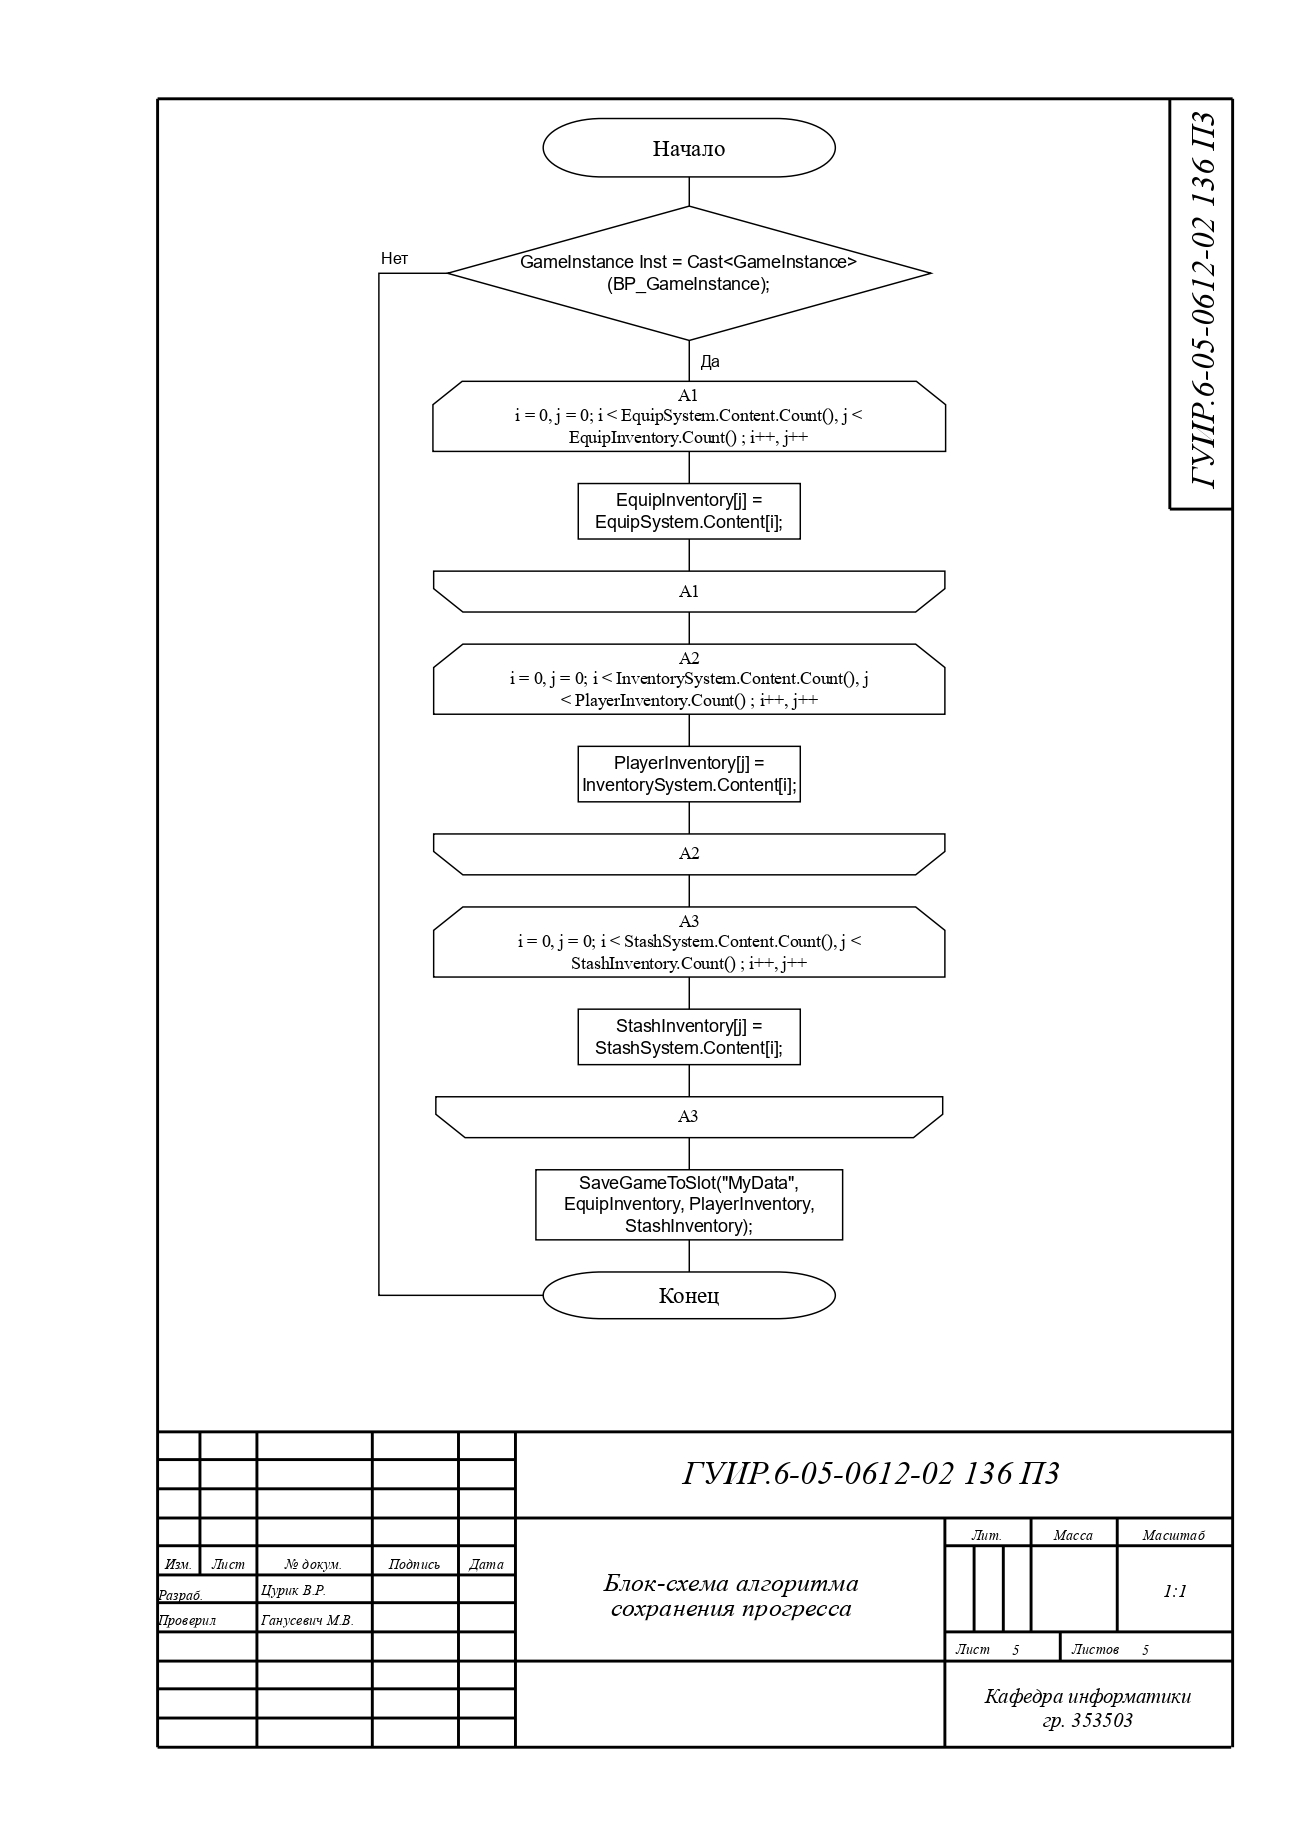 Начало
GameInstance Inst = Cast<GameInstance>
(BP_GameInstance);
Нет
Да
A1
i = 0, j = 0; i < EquipSystem.Content.Count(), j <
EquipInventory.Count() ; i++, j++
EquipInventory[j] =
EquipSystem.Content[i];
A1
A2
i = 0, j = 0; i < InventorySystem.Content.Count(), j
< PlayerInventory.Count() ; i++, j++
PlayerInventory[j] =
InventorySystem.Content[i];
A2
A3
i = 0, j = 0; i < StashSystem.Content.Count(), j <
StashInventory.Count() ; i++, j++
StashInventory[j] =
StashSystem.Content[i];
A3
SaveGameToSlot("MyData",
EquipInventory, PlayerInventory,
StashInventory);
Конец
ГУИР.6-05-0612-02 136 ПЗ
ГУИР.6-05-0612-02 136 ПЗ
Изм. Лист № докум. Подпись Дата
Разраб. Цурик В.Р.
Проверил Ганусевич М.В.
Блок-схема алгоритма
сохранения прогресса
Лит. Масса Масштаб
1:1
Лист 5 Листов 5
Кафедра информатики
гр. 353503